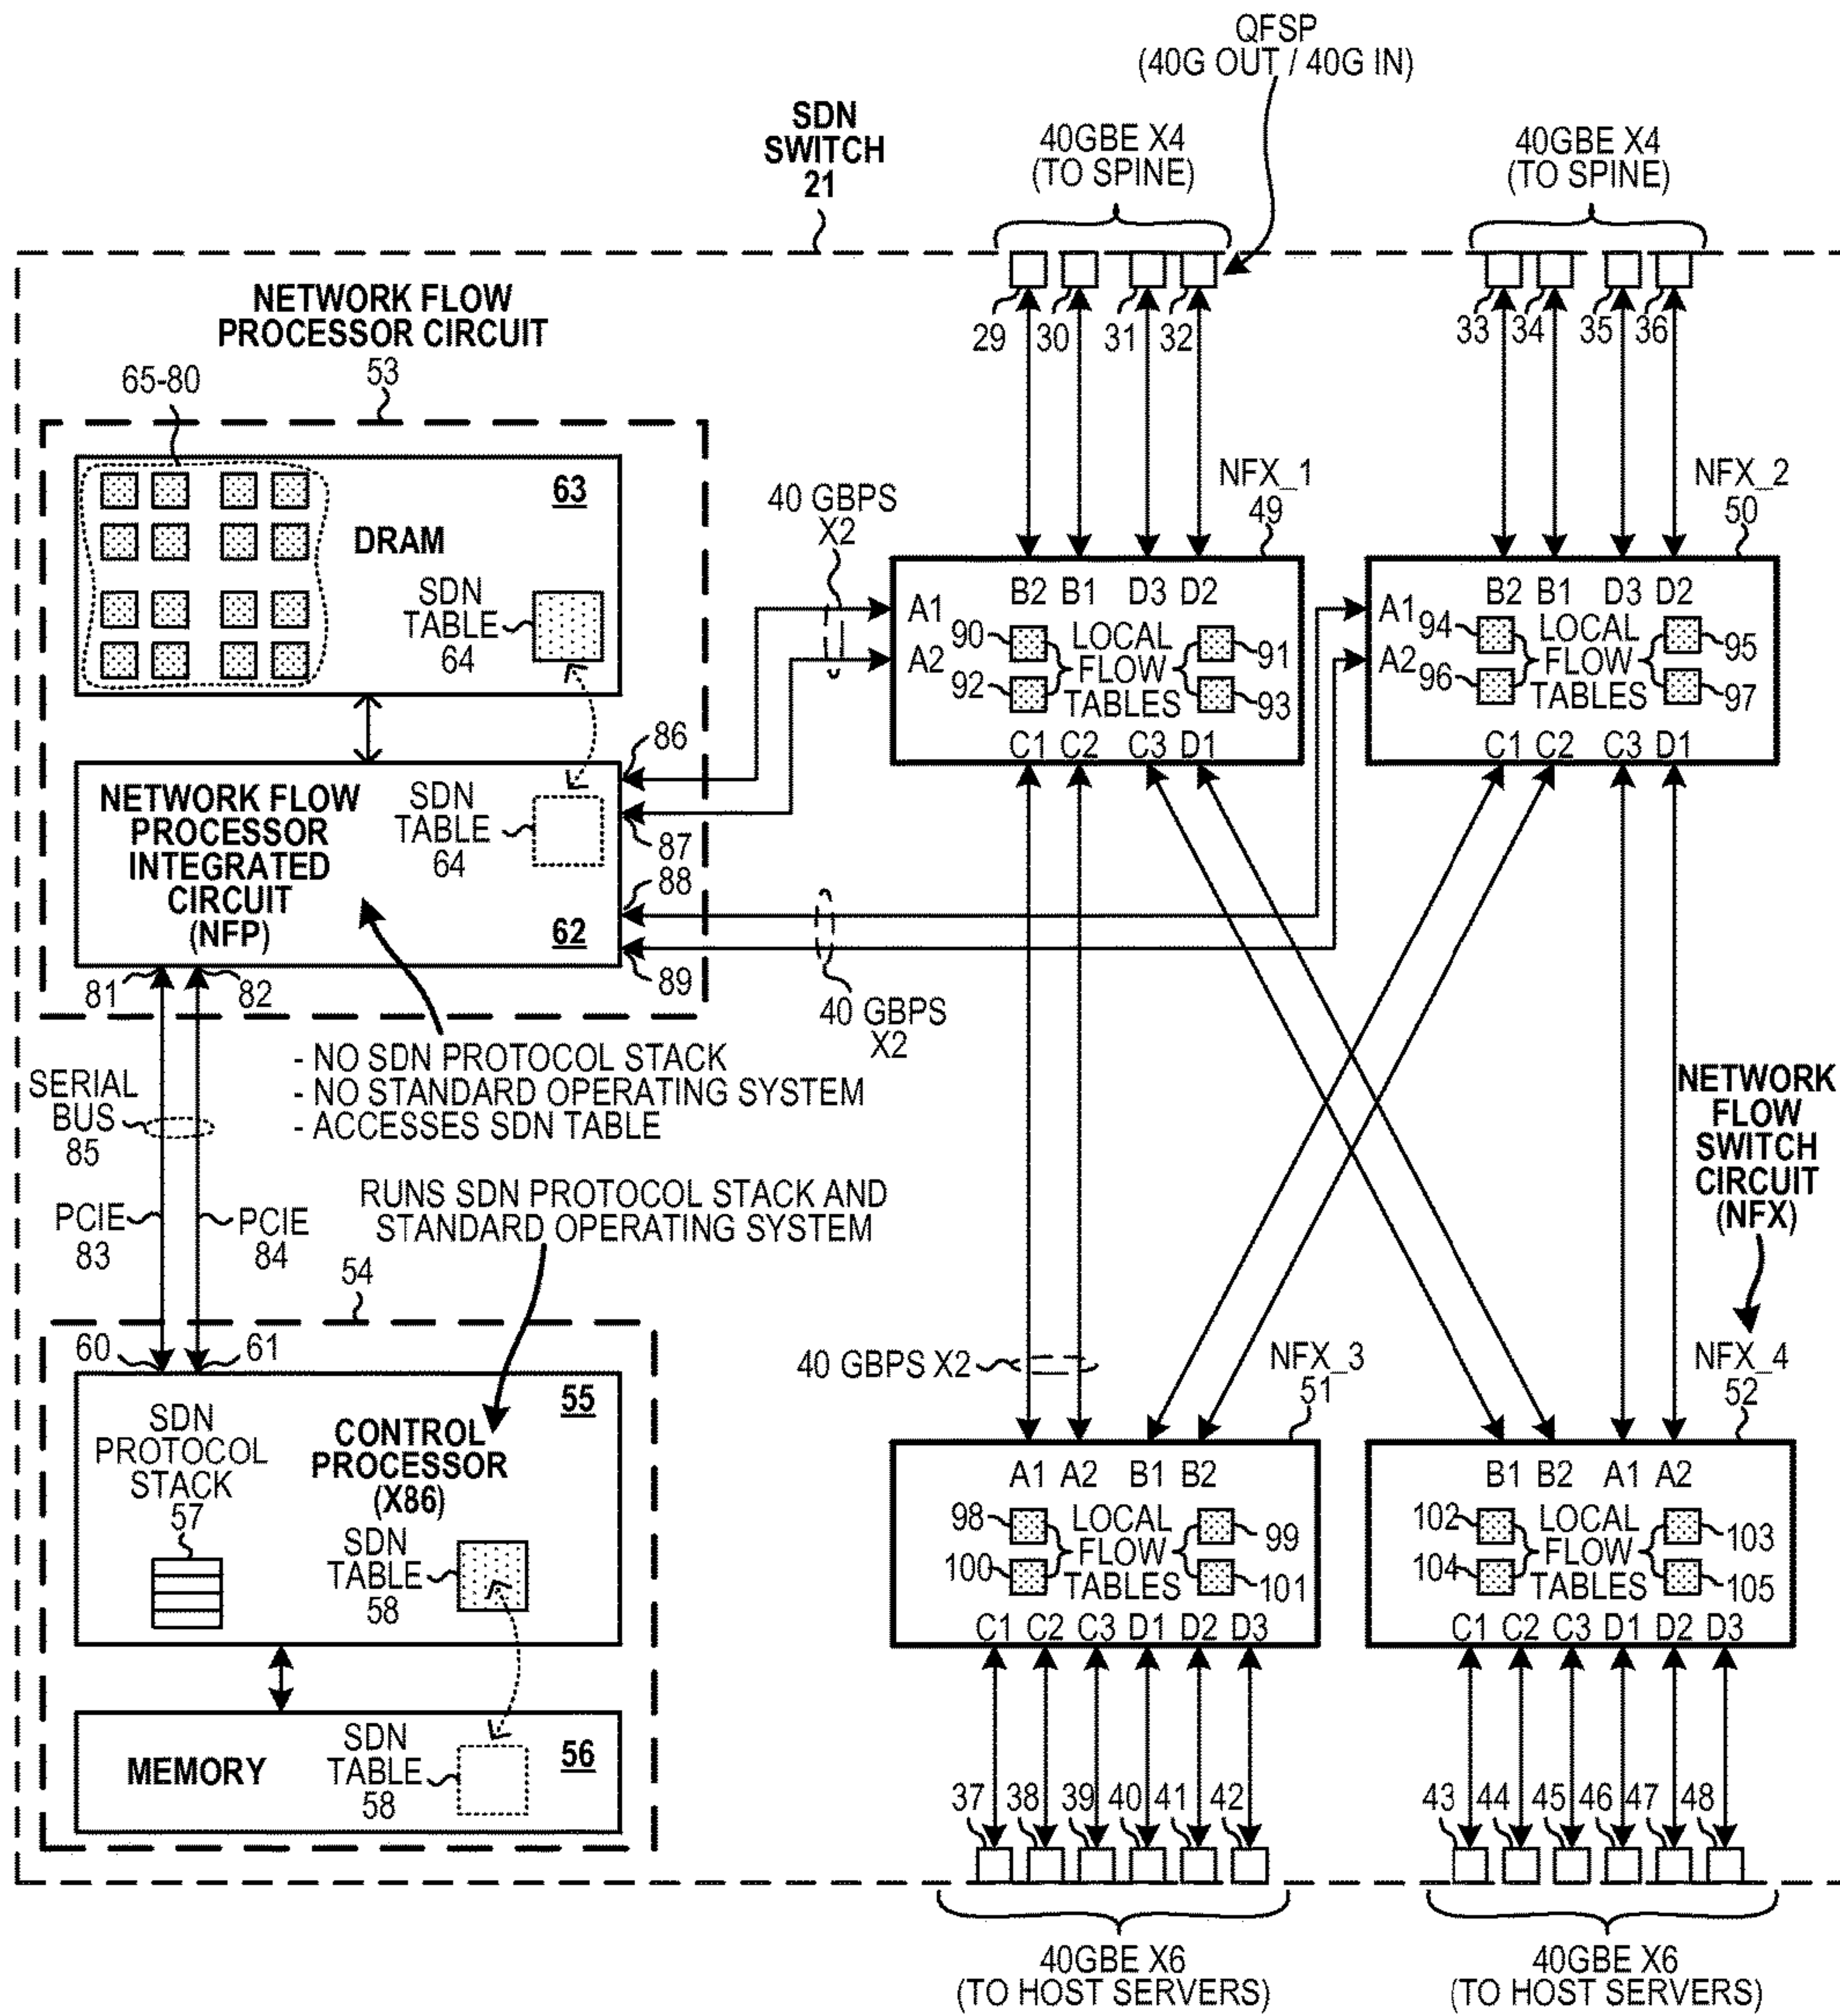 QFSP
(40G OUT / 40G IN)
SDN
SWITCH
21
40GBE X4
(TO SPINE)
40GBE X4
(TO SPINE)
29
30
31
32
33
34
35
36
NETWORK FLOW
PROCESSOR CIRCUIT
53
65-80
63
DRAM
SDN
TABLE
64
NETWORK FLOW
PROCESSOR
INTEGRATED
CIRCUIT
(NFP)
SDN
TABLE
64
62
86
87
88
89
81
82
40 GBPS
X2
40 GBPS
X2
NFX_1
49
A1
A2
B2 B1 D3 D2
90
92
LOCAL
FLOW
TABLES
91
93
C1 C2 C3 D1
NFX_2
50
A1
A2
B2 B1 D3 D2
94
96
LOCAL
FLOW
TABLES
95
97
C1 C2 C3 D1
- NO SDN PROTOCOL STACK
- NO STANDARD OPERATING SYSTEM
- ACCESSES SDN TABLE
SERIAL
BUS
85
PCIE
83
PCIE
84
RUNS SDN PROTOCOL STACK AND
STANDARD OPERATING SYSTEM
NETWORK
FLOW
SWITCH
CIRCUIT
(NFX)
54
60
61
55
SDN
PROTOCOL
STACK
57
CONTROL
PROCESSOR
(X86)
SDN
TABLE
58
MEMORY
SDN
TABLE
58
56
40 GBPS X2
NFX_3
51
A1 A2 B1 B2
98
100
LOCAL
FLOW
TABLES
99
101
C1 C2 C3 D1 D2 D3
NFX_4
52
B1 B2 A1 A2
102
104
LOCAL
FLOW
TABLES
103
105
C1 C2 C3 D1 D2 D3
37
38
39
40
41
42
43
44
45
46
47
48
40GBE X6
(TO HOST SERVERS)
40GBE X6
(TO HOST SERVERS)